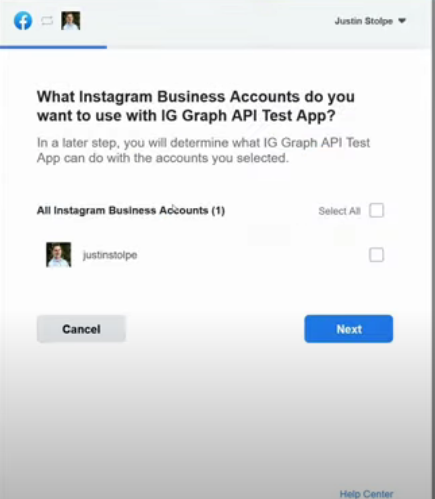 Justin Stolpe
What Instagram Business Accounts do you
want to use with IG Graph API Test App?
In a later step, you will determine what IG Graph API Test
App can do with the accounts you selected.
All Instagram Business Accounts (1)
Select All
justinstolpe
Cancel
Next
Help Center